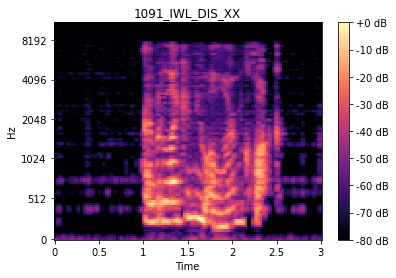 1091_IWL_DIS_XX
+0 dB
8192
-10 dB
4096
-20 dB
-30 dB
2048
Hz
-40 dB
1024
-50 dB
512
-60 dB
-70 dB
0
-80 dB
0 0.5 1 1.5 2 2.5 3
Time